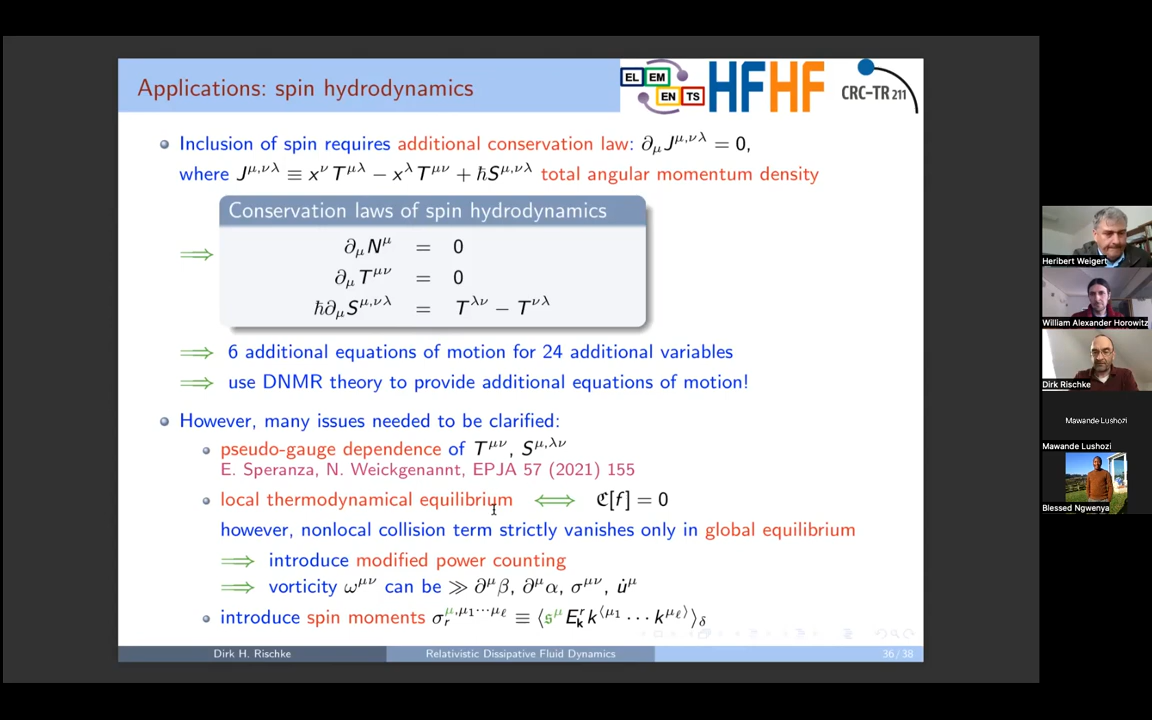 Applications: spin hydrodynamics
EL EM EN TS HFHF CRC-TR 211
Inclusion of spin requires additional conservation law: ∂_μ J^{μ,νλ} = 0,
where J^{μ,νλ} ≡ x^ν T^{μλ} − x^λ T^{μν} + ℏS^{μ,νλ} total angular momentum density
Conservation laws of spin hydrodynamics
⟹
∂_μ N^μ = 0
∂_μ T^{μν} = 0
ℏ∂_μ S^{μ,νλ} = T^{λν} − T^{νλ}
⟹ 6 additional equations of motion for 24 additional variables
⟹ use DNMR theory to provide additional equations of motion!
However, many issues needed to be clarified:
pseudo-gauge dependence of T^{μν}, S^{μ,λν}
E. Speranza, N. Weickgenannt, EPJA 57 (2021) 155
local thermodynamical equilibrium ⟺ ℭ[f] = 0
however, nonlocal collision term strictly vanishes only in global equilibrium
⟹ introduce modified power counting
⟹ vorticity ω^{μν} can be ≫ ∂^μ β, ∂^μ α, σ^{μν}, u̇^μ
introduce spin moments σ_r^{μ,μ₁⋯μ_ℓ} ≡ ⟨𝔰^μ E_𝐤^r k^{⟨μ₁} ⋯ k^{μ_ℓ⟩}⟩_δ
Dirk H. Rischke
Relativistic Dissipative Fluid Dynamics
36/38
Heribert Weigert
William Alexander Horowitz
Dirk Rischke
Mawande Lushozi
Mawande Lushozi
Blessed Ngwenya